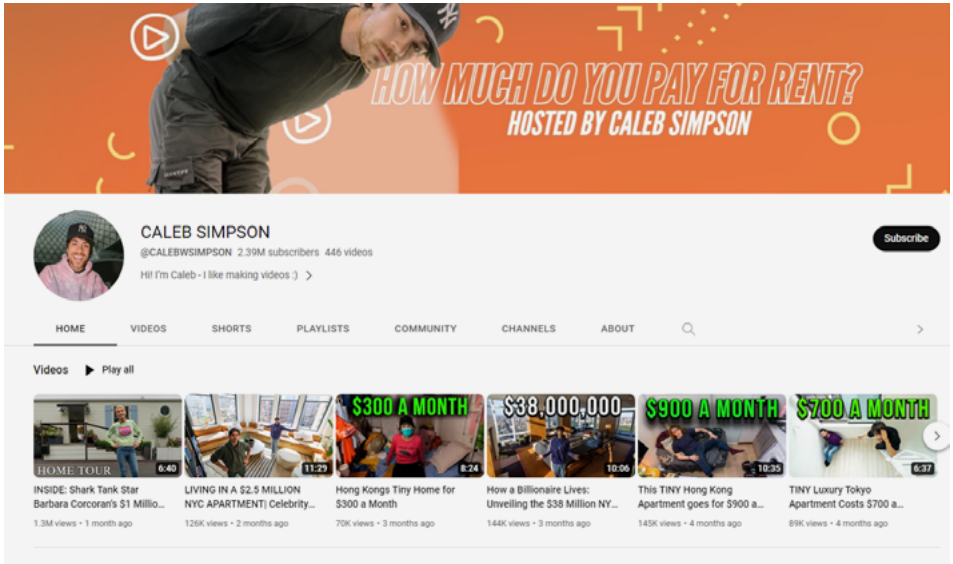 HOW MUCH DO YOU PAY FOR RENT?
HOSTED BY CALEB SIMPSON
CALEB SIMPSON
@CALEBWSIMPSON 2.39M subscribers 446 videos
Hi! I'm Caleb - I like making videos :)
Subscribe
HOME VIDEOS SHORTS PLAYLISTS COMMUNITY CHANNELS ABOUT
Videos Play all
HOME TOUR
6:40
11:29
$300 A MONTH
8:24
$38,000,000
10:06
$900 A MONTH
10:35
$700 A MONTH
6:37
INSIDE: Shark Tank Star
Barbara Corcoran's $1 Millio...
1.3M views • 1 month ago
LIVING IN A $2.5 MILLION
NYC APARTMENT| Celebrity...
126K views • 2 months ago
Hong Kongs Tiny Home for
$300 a Month
70K views • 3 months ago
How a Billionaire Lives:
Unveiling the $38 Million NY...
144K views • 3 months ago
This TINY Hong Kong
Apartment goes for $900 a...
145K views • 4 months ago
TINY Luxury Tokyo
Apartment Costs $700 a...
89K views • 4 months ago